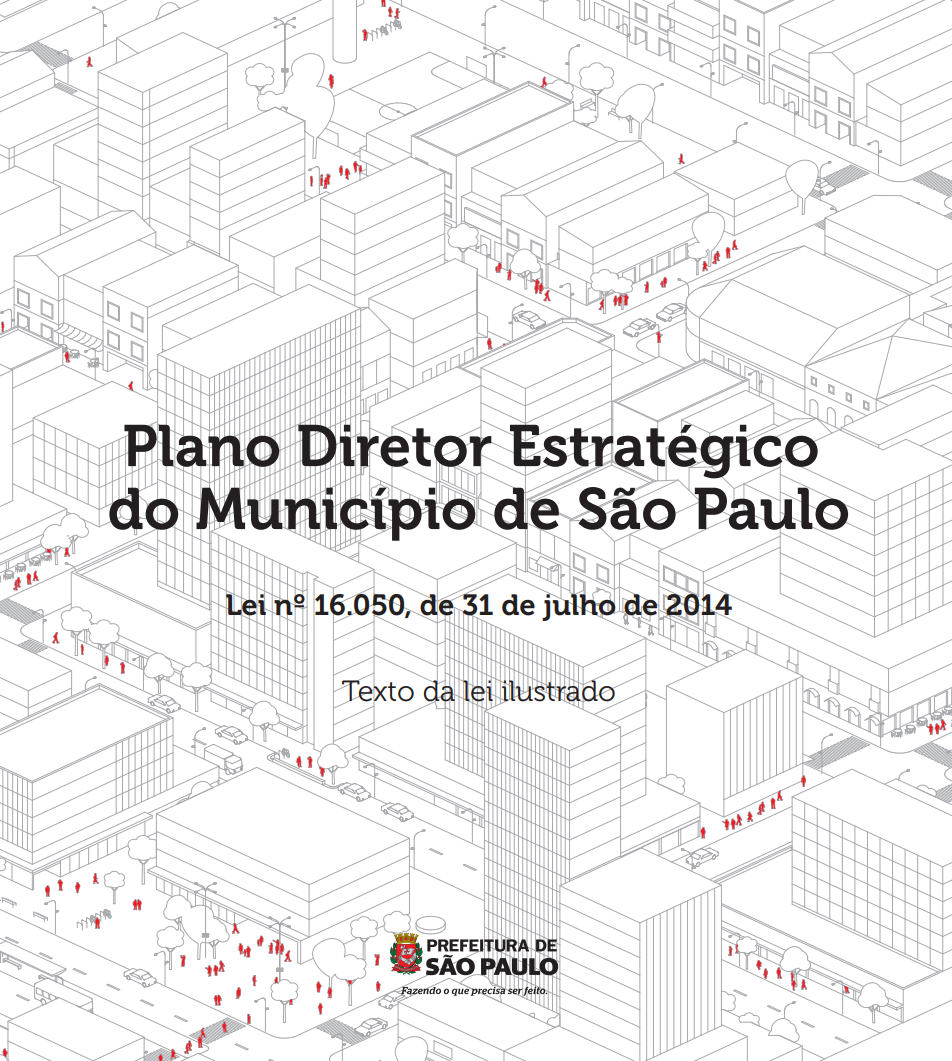 Plano Diretor Estratégico
do Município de São Paulo
Lei nº 16.050, de 31 de julho de 2014
Texto da lei ilustrado
PREFEITURA DE
SÃO PAULO
Fazendo o que precisa ser feito.